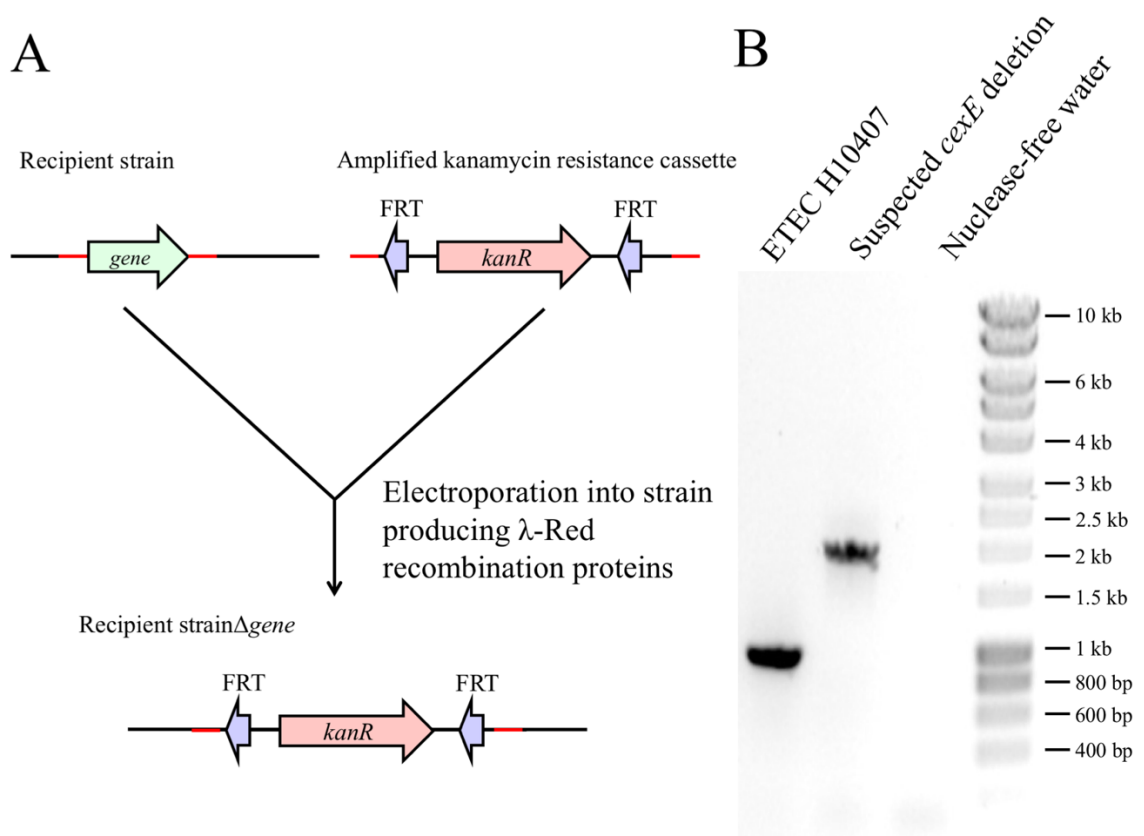 A
Recipient strain
Amplified kanamycin resistance cassette
gene
FRT
kanR
FRT
Electroporation into strain
producing λ-Red
recombination proteins
Recipient strainΔgene
FRT
kanR
FRT
B
ETEC H10407
Suspected cexE deletion
Nuclease-free water
10 kb
6 kb
4 kb
3 kb
2.5 kb
2 kb
1.5 kb
1 kb
800 bp
600 bp
400 bp